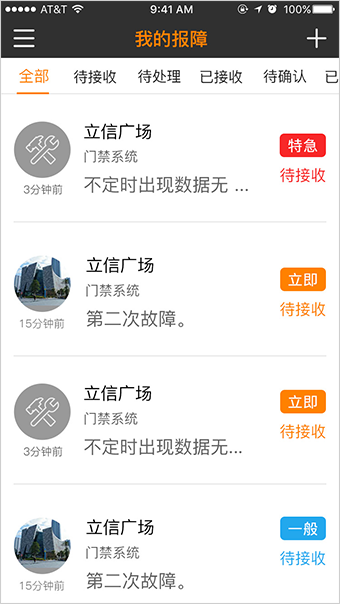 AT&T 9:41 AM 100%
我的报障
全部 待接收 待处理 已接收 待确认 已
立信广场
特急
门禁系统
待接收
3分钟前
不定时出现数据无 ...
立信广场
立即
门禁系统
待接收
15分钟前
第二次故障。
立信广场
立即
门禁系统
待接收
3分钟前
不定时出现数据无...
立信广场
一般
门禁系统
待接收
15分钟前
第二次故障。